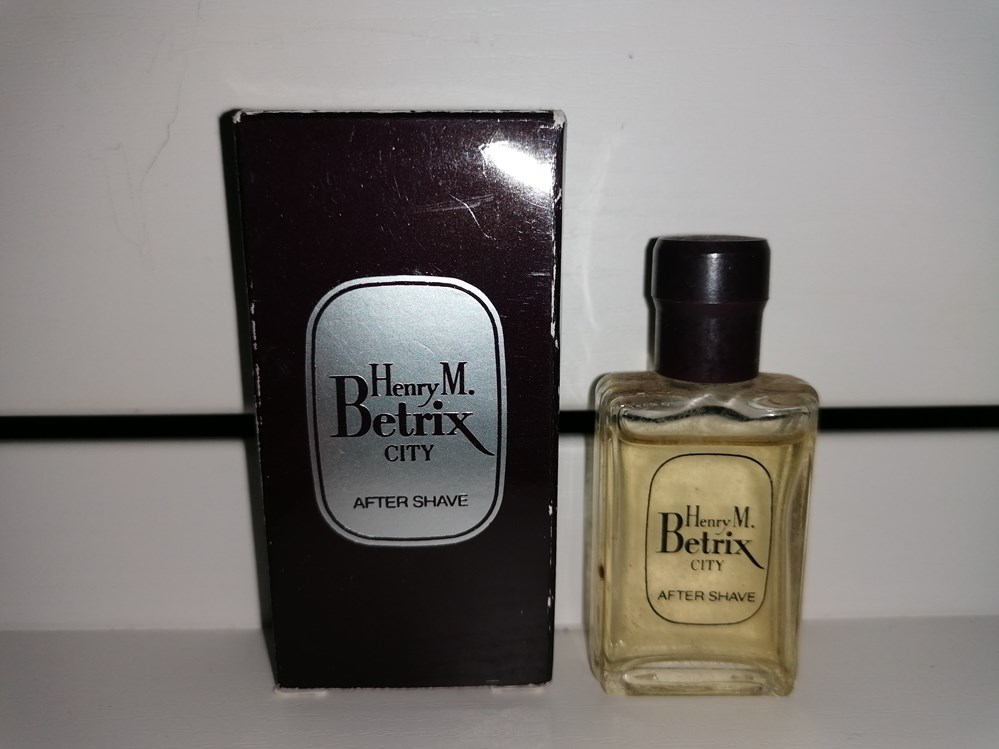 Henry M.
Betrix
CITY
AFTER SHAVE
Henry M.
Betrix
CITY
AFTER SHAVE